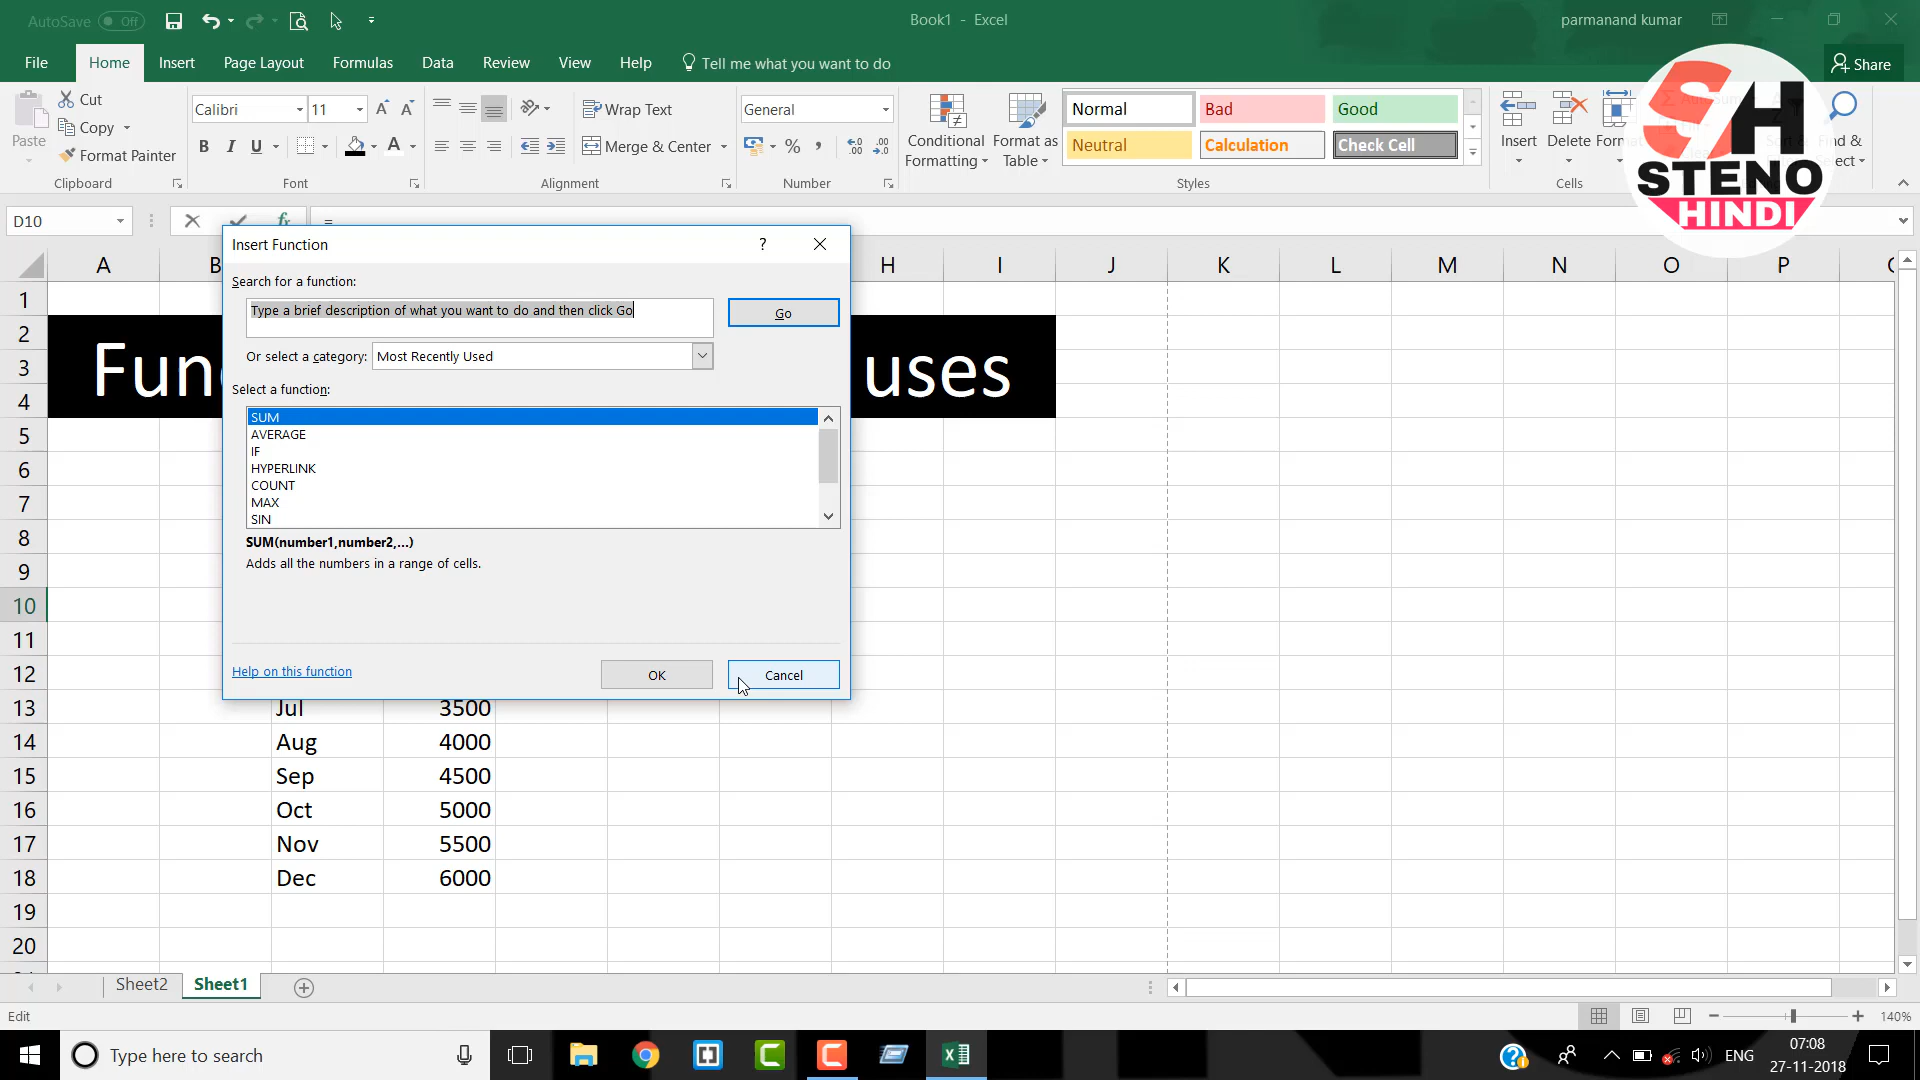 AutoSave Off
Book1 - Excel
parmanand kumar
File Home Insert Page Layout Formulas Data Review View Help Tell me what you want to do
Share
Paste
Cut
Copy
Format Painter
Clipboard
Calibri 11
B I U
Font
Wrap Text
Merge & Center
Alignment
General
Number
Conditional Formatting
Format as Table
Normal Bad Good
Neutral Calculation Check Cell
Styles
Insert Delete Format
Cells
Find &
Select
SH
STENO
HINDI
D10
fx
=
A B H I J K L M N O P
Insert Function
?
Search for a function:
Type a brief description of what you want to do and then click Go
Go
Or select a category: Most Recently Used
Select a function:
SUM
AVERAGE
IF
HYPERLINK
COUNT
MAX
SIN
SUM(number1,number2,...)
Adds all the numbers in a range of cells.
Help on this function
OK
Cancel
1
2
3 Func uses
4
5
6
7
8
9
10
11
12
13 Jul 3500
14 Aug 4000
15 Sep 4500
16 Oct 5000
17 Nov 5500
18 Dec 6000
19
20
Sheet2 Sheet1
Edit
140%
Type here to search
ENG
07:08
27-11-2018